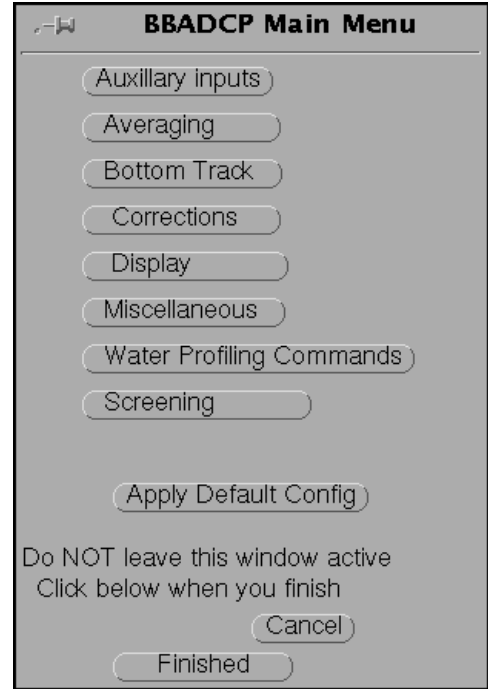 BBADCP Main Menu
Auxillary inputs
Averaging
Bottom Track
Corrections
Display
Miscellaneous
Water Profiling Commands
Screening
Apply Default Config
Do NOT leave this window active
Click below when you finish
Cancel
Finished